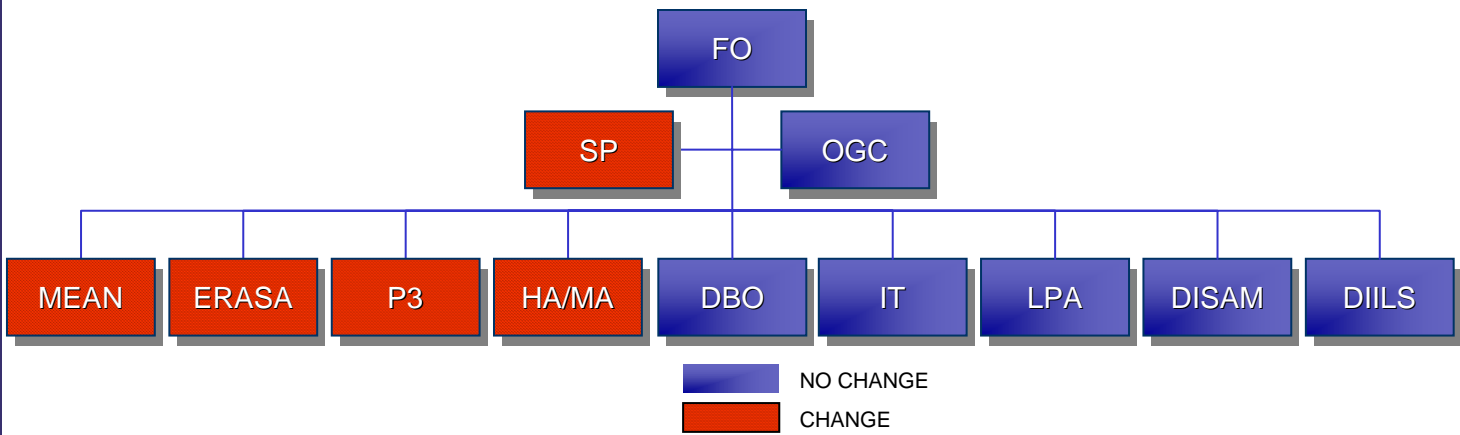 FO
SP
OGC
MEAN
ERASA
P3
HA/MA
DBO
IT
LPA
DISAM
DIILS
NO CHANGE
CHANGE